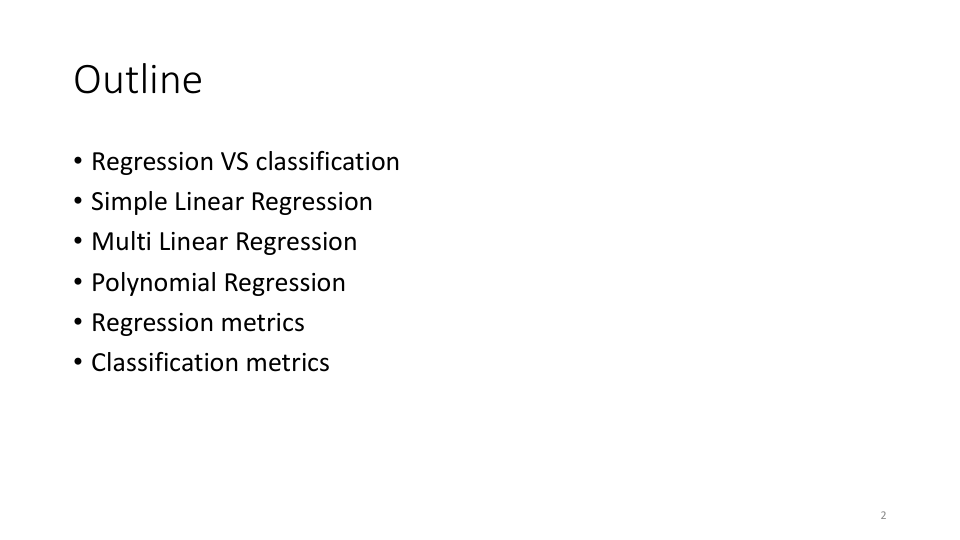 Outline
• Regression VS classification
• Simple Linear Regression
• Multi Linear Regression
• Polynomial Regression
• Regression metrics
• Classification metrics
2